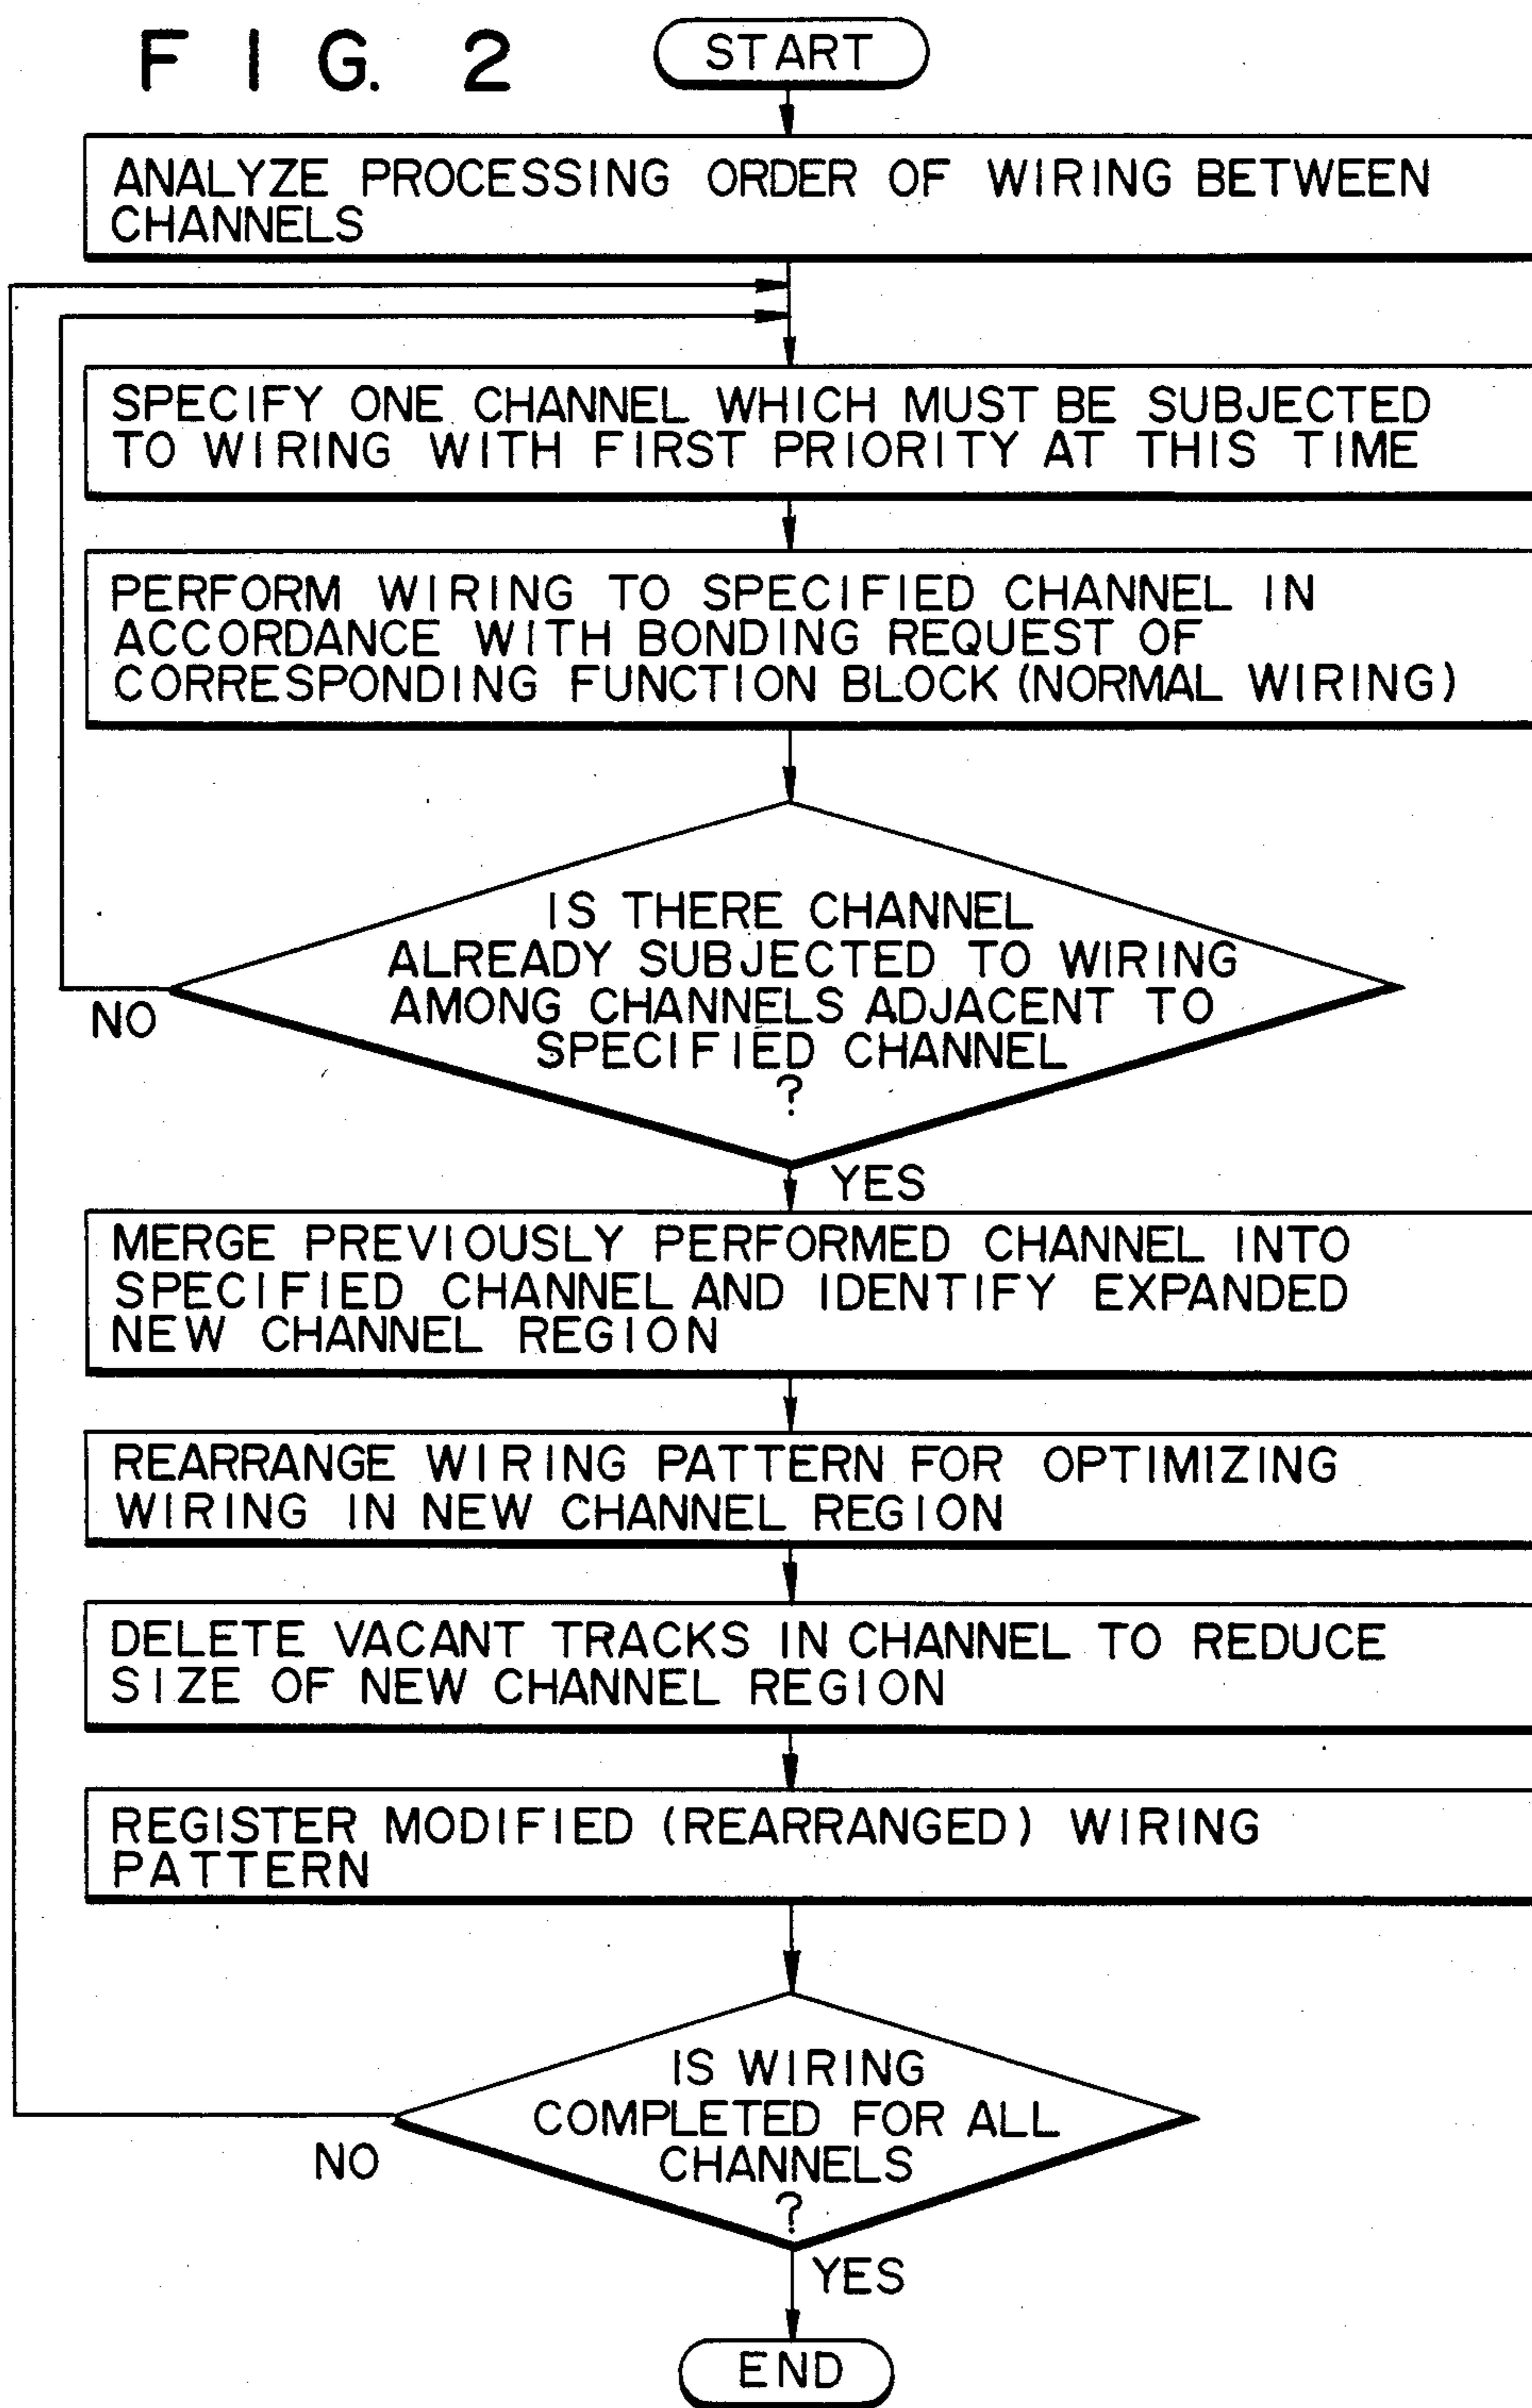 FIG. 2
START
ANALYZE PROCESSING ORDER OF WIRING BETWEEN
CHANNELS
SPECIFY ONE CHANNEL WHICH MUST BE SUBJECTED
TO WIRING WITH FIRST PRIORITY AT THIS TIME
PERFORM WIRING TO SPECIFIED CHANNEL IN
ACCORDANCE WITH BONDING REQUEST OF
CORRESPONDING FUNCTION BLOCK (NORMAL WIRING)
IS THERE CHANNEL
ALREADY SUBJECTED TO WIRING
AMONG CHANNELS ADJACENT TO
SPECIFIED CHANNEL
?
NO
YES
MERGE PREVIOUSLY PERFORMED CHANNEL INTO
SPECIFIED CHANNEL AND IDENTIFY EXPANDED
NEW CHANNEL REGION
REARRANGE WIRING PATTERN FOR OPTIMIZING
WIRING IN NEW CHANNEL REGION
DELETE VACANT TRACKS IN CHANNEL TO REDUCE
SIZE OF NEW CHANNEL REGION
REGISTER MODIFIED (REARRANGED) WIRING
PATTERN
IS WIRING
COMPLETED FOR ALL
CHANNELS
?
NO
YES
END